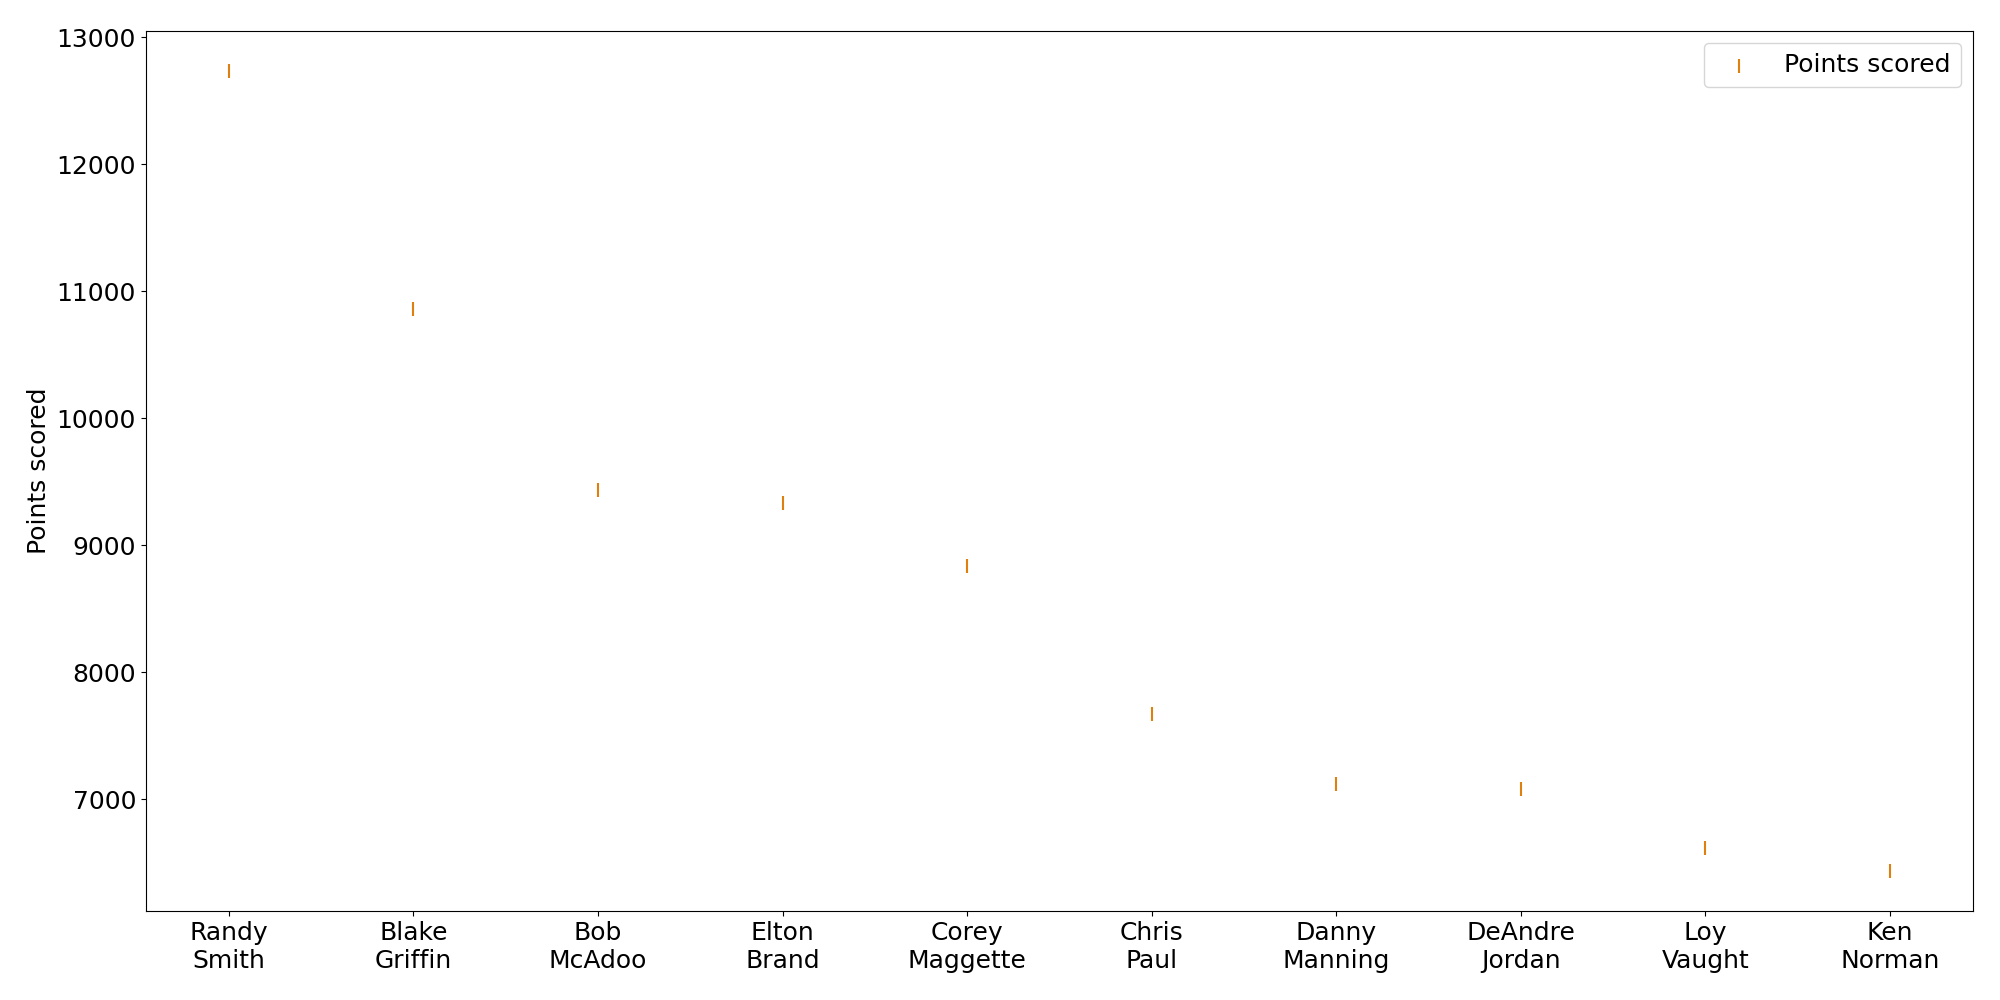 13000
12000
11000
10000
9000
8000
7000
Points scored
Points scored
Randy
Smith
Blake
Griffin
Bob
McAdoo
Elton
Brand
Corey
Maggette
Chris
Paul
Danny
Manning
DeAndre
Jordan
Loy
Vaught
Ken
Norman